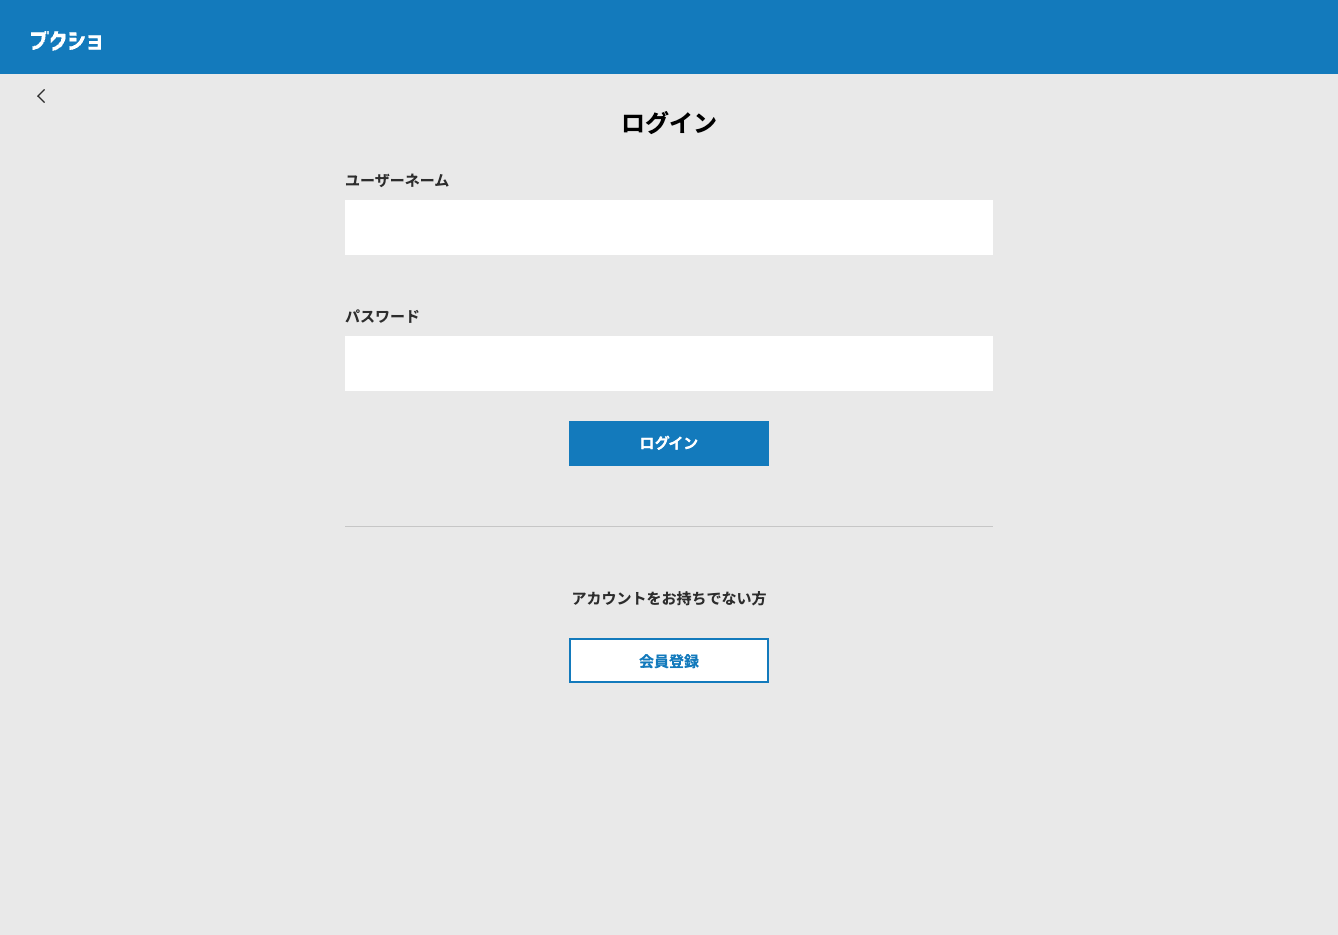 ブクショ
ログイン
ユーザーネーム
パスワード
ログイン
アカウントをお持ちでない方
会員登録